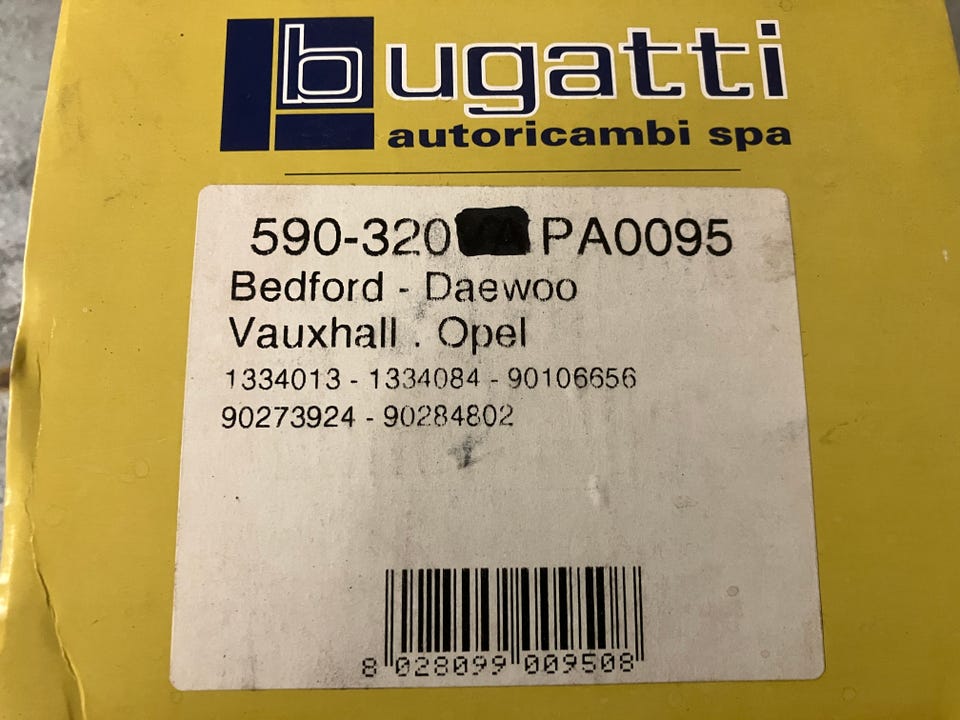 bugatti
autoricambi spa
590-320 PA0095
Bedford - Daewoo
Vauxhall . Opel
1334013 - 1334084 - 90106656
90273924 - 90284802
8 028099 009508